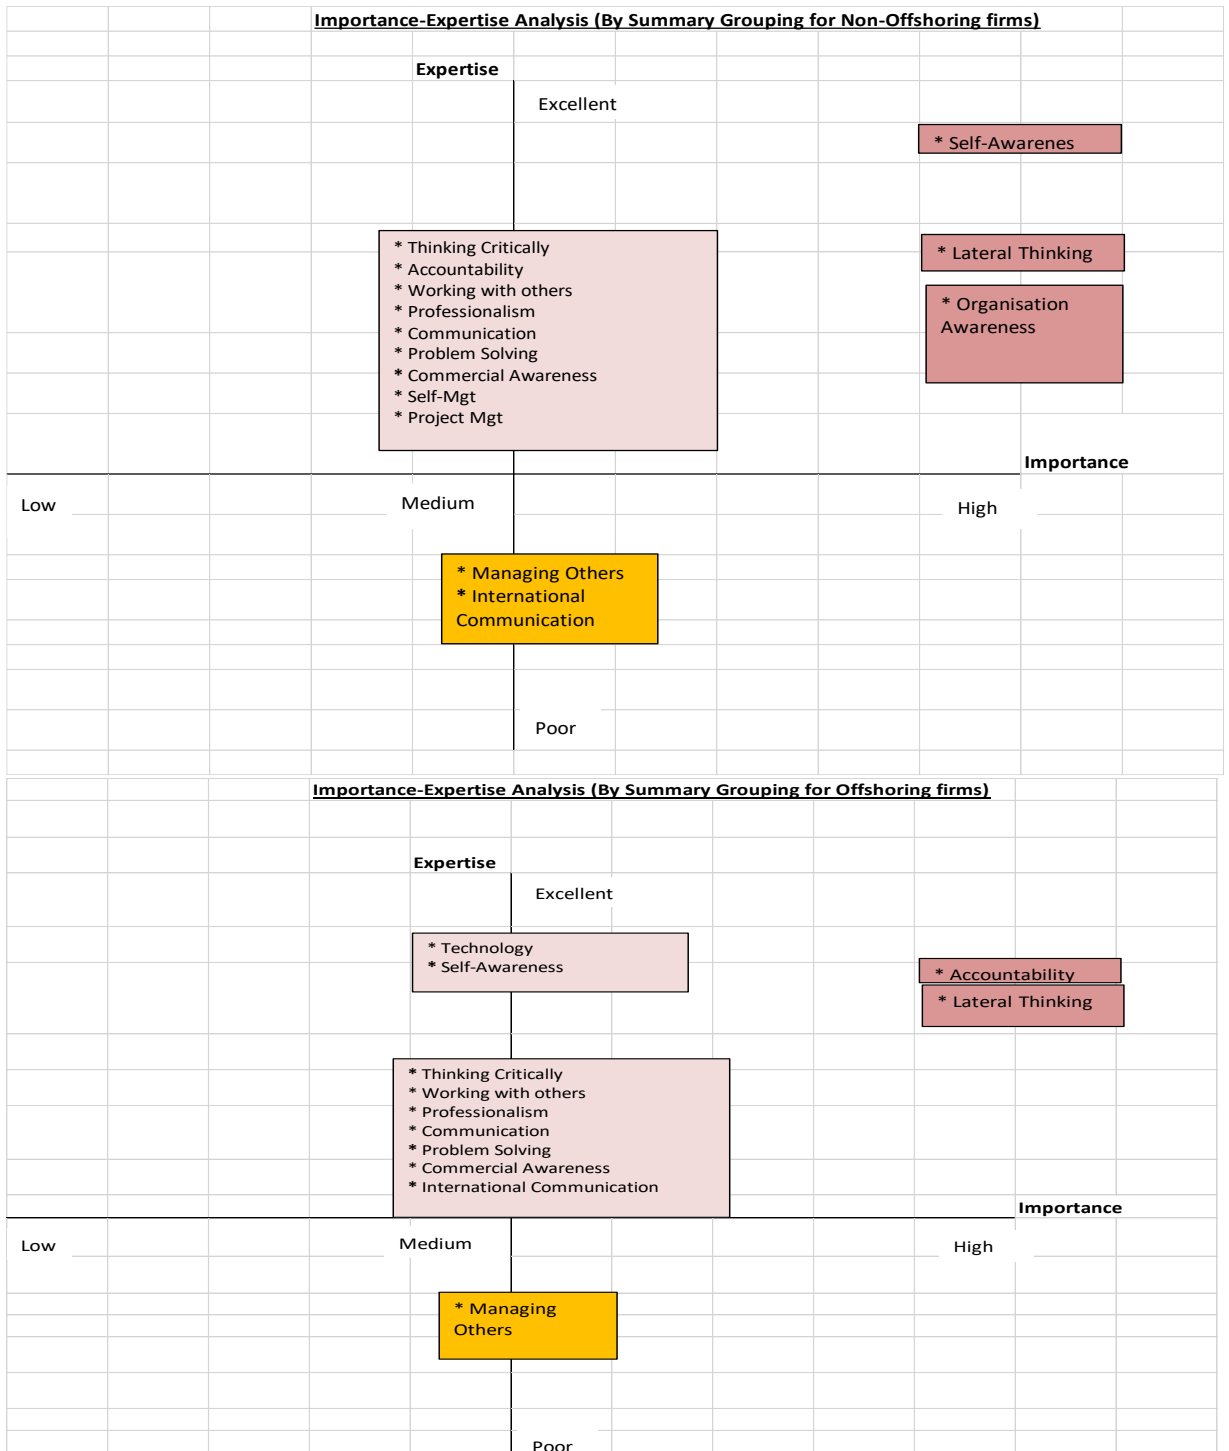 Importance-Expertise Analysis (By Summary Grouping for Non-Offshoring firms)
Expertise
Excellent
* Self-Awarenes
* Thinking Critically
* Accountability
* Working with others
* Professionalism
* Communication
* Problem Solving
* Commercial Awareness
* Self-Mgt
* Project Mgt
* Lateral Thinking
* Organisation
Awareness
Importance
Low
Medium
High
* Managing Others
* International
Communication
Poor
Importance-Expertise Analysis (By Summary Grouping for Offshoring firms)
Expertise
Excellent
* Technology
* Self-Awareness
* Accountability
* Lateral Thinking
* Thinking Critically
* Working with others
* Professionalism
* Communication
* Problem Solving
* Commercial Awareness
* International Communication
Importance
Low
Medium
High
* Managing
Others
Poor